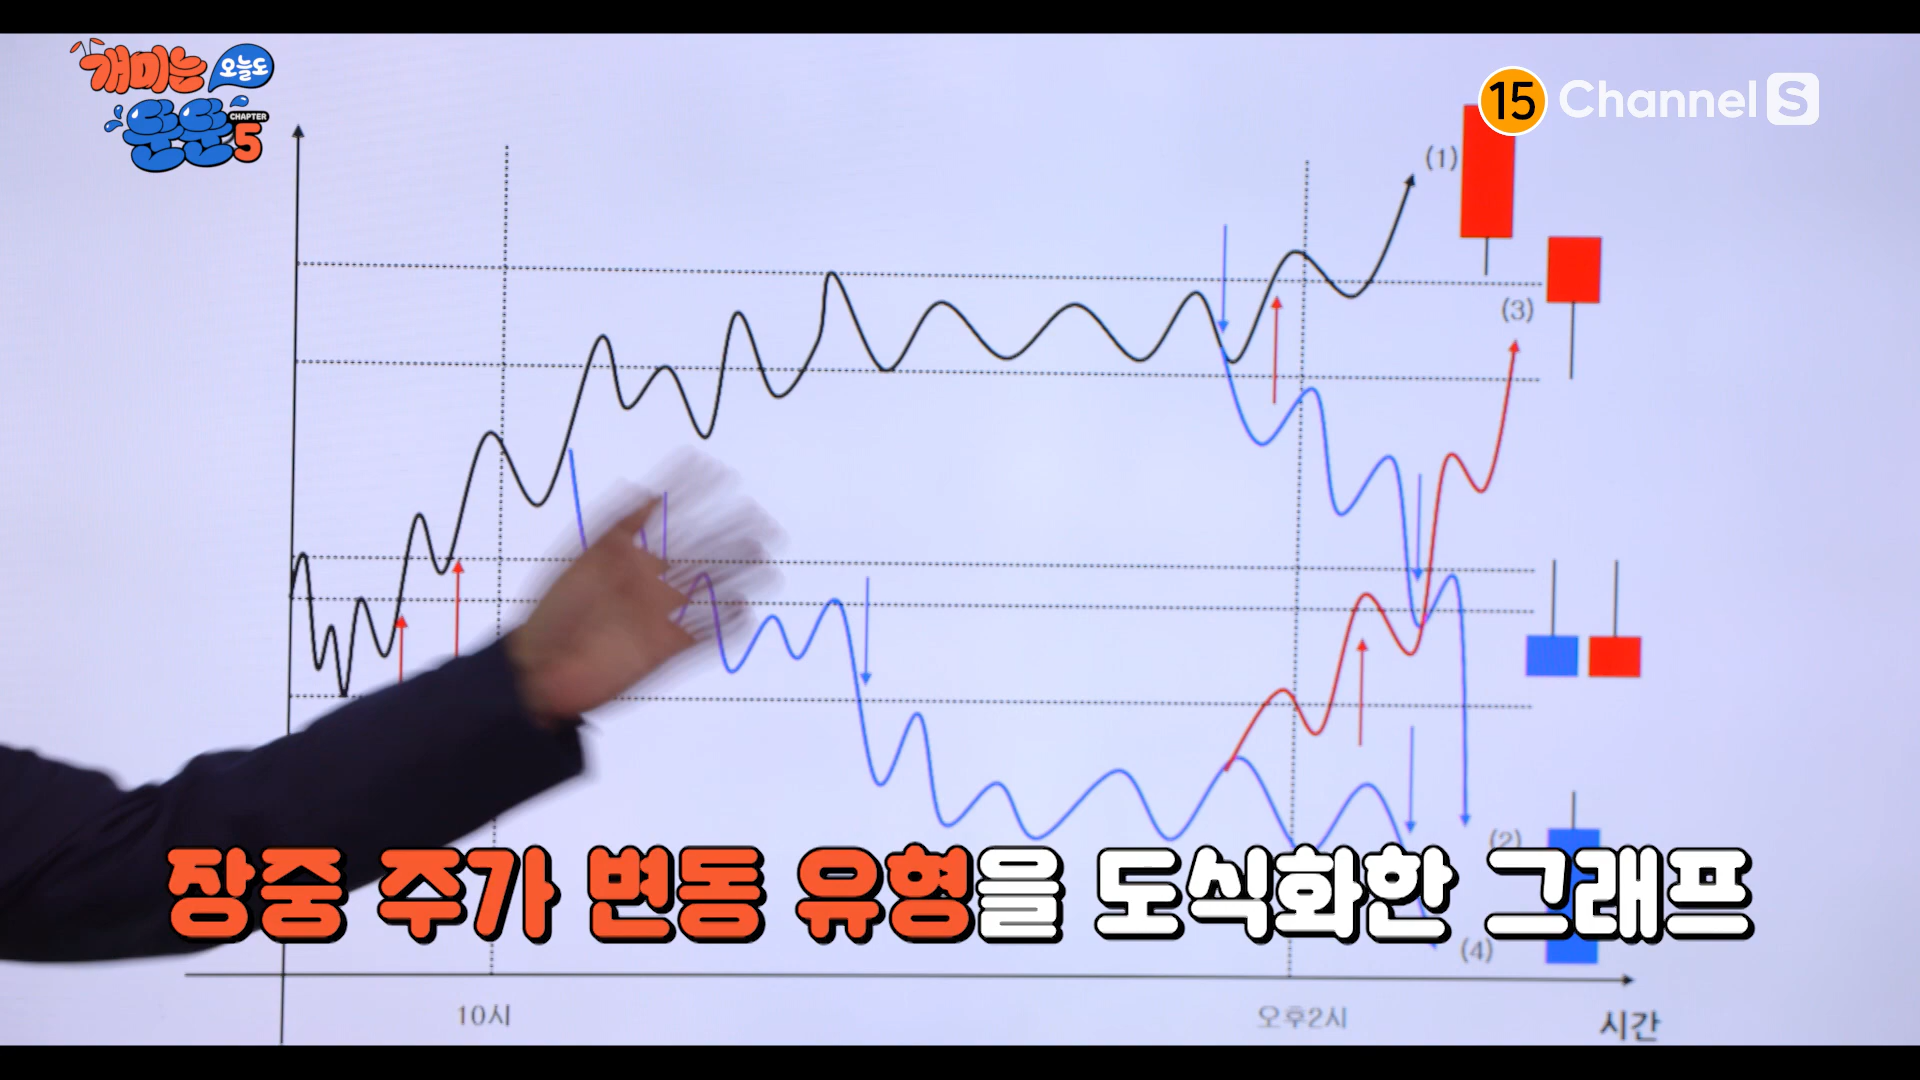 개미는 오늘도
뚠뚠 CHAPTER 5
15 Channel S
(1)
(3)
(2)
장중 주가 변동 유형을 도식화한 그래프
(4)
10시
오후2시
시간